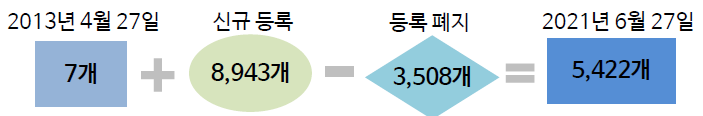 2013년 4월 27일 신규 등록 등록 폐지 2021년 6월 27일
7개 + 8,943개 - 3,508개 = 5,422개